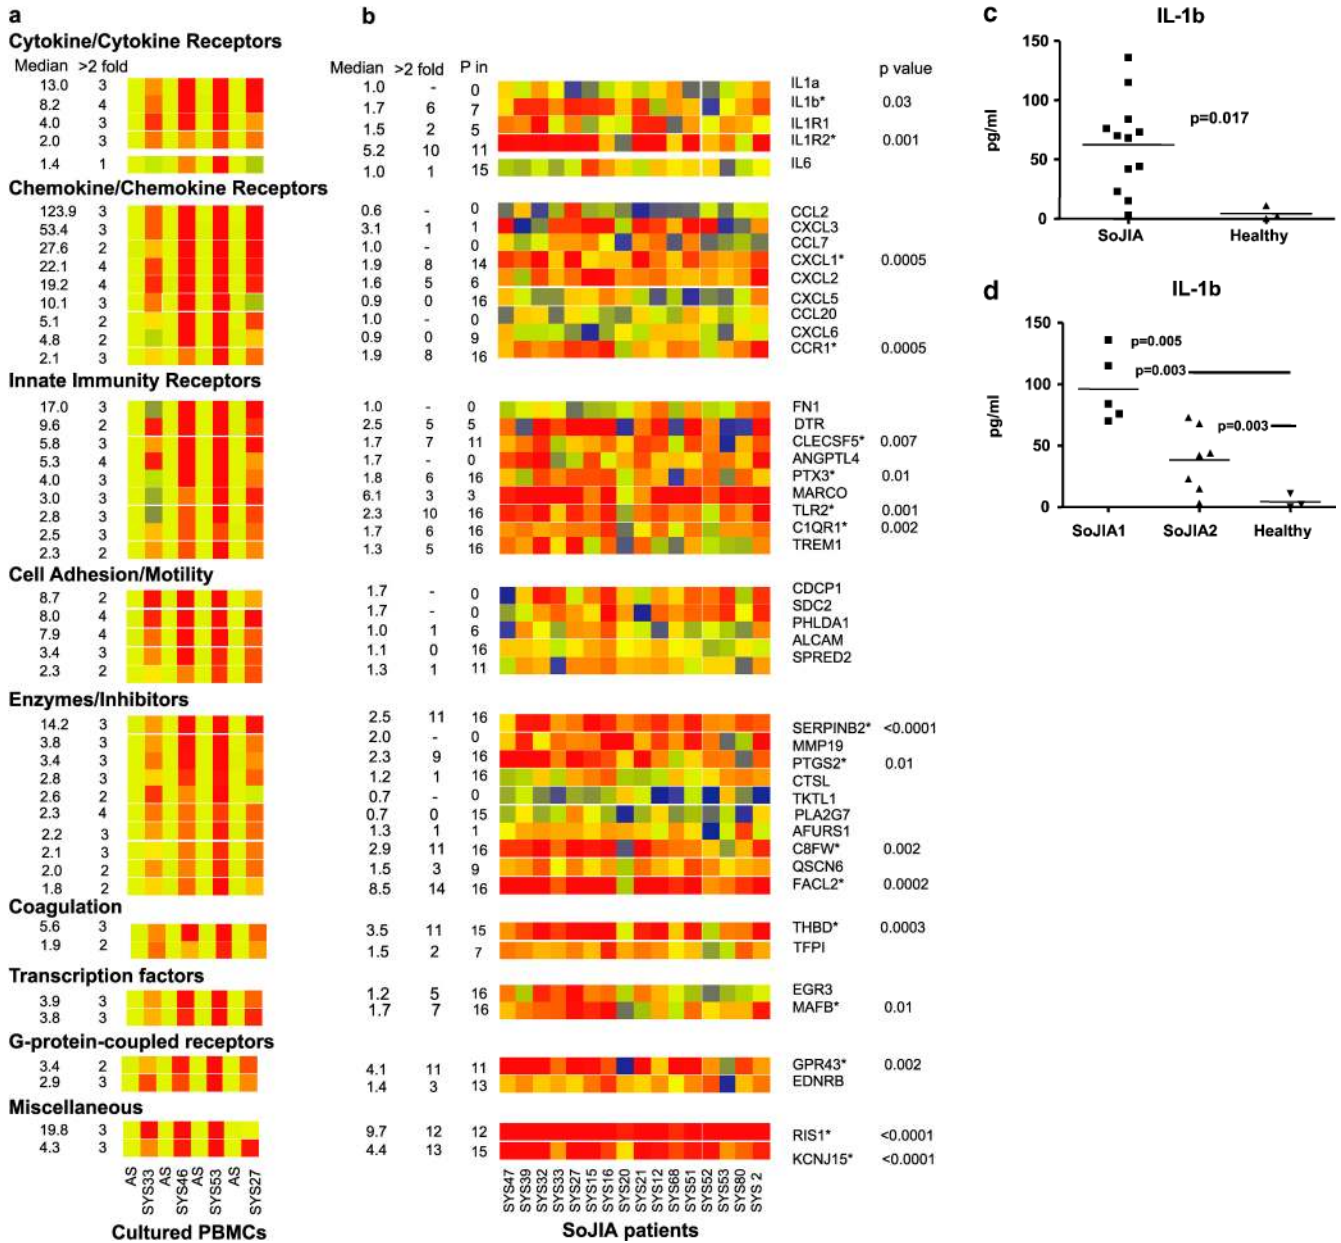 a
Cytokine/Cytokine Receptors
Median >2 fold
13.0 3
8.2 4
4.0 3
2.0 3
1.4 1
Chemokine/Chemokine Receptors
123.9 3
53.4 3
27.6 2
22.1 4
19.2 4
10.1 3
5.1 2
4.8 2
2.1 3
Innate Immunity Receptors
17.0 3
9.6 2
5.8 3
5.3 4
4.0 3
3.0 3
2.8 3
2.5 3
2.3 2
Cell Adhesion/Motility
8.7 2
8.0 4
7.9 4
3.4 3
2.3 2
Enzymes/Inhibitors
14.2 3
3.8 3
3.4 3
2.8 3
2.6 2
2.3 4
2.2 3
2.1 3
2.0 2
1.8 2
Coagulation
5.6 3
1.9 2
Transcription factors
3.9 3
3.8 3
G-protein-coupled receptors
3.4 2
2.9 3
Miscellaneous
19.8 3
4.3 3
AS SYS33 AS SYS46 AS SYS53 AS SYS27
Cultured PBMCs
b
Median >2 fold P in p value
1.0 - 0 IL1a
1.7 6 7 IL1b* 0.03
1.5 2 5 IL1R1
5.2 10 11 IL1R2* 0.001
1.0 1 15 IL6
0.6 - 0 CCL2
3.1 1 1 CXCL3
1.0 - 0 CCL7
1.9 8 14 CXCL1* 0.0005
1.6 5 6 CXCL2
0.9 0 16 CXCL5
1.0 - 0 CCL20
0.9 0 9 CXCL6
1.9 8 16 CCR1* 0.0005
1.0 - 0 FN1
2.5 5 5 DTR
1.7 7 11 CLECSF5* 0.007
1.7 - 0 ANGPTL4
1.8 6 16 PTX3* 0.01
6.1 3 3 MARCO
2.3 10 16 TLR2* 0.001
1.7 6 16 C1QR1* 0.002
1.3 5 16 TREM1
1.7 - 0 CDCP1
1.7 - 0 SDC2
1.0 1 6 PHLDA1
1.1 0 16 ALCAM
1.3 1 11 SPRED2
2.5 11 16 SERPINB2* <0.0001
2.0 - 0 MMP19
2.3 9 16 PTGS2* 0.01
1.2 1 16 CTSL
0.7 - 0 TKTL1
0.7 0 15 PLA2G7
1.3 1 1 AFURS1
2.9 11 16 C8FW* 0.002
1.5 3 9 QSCN6
8.5 14 16 FACL2* 0.0002
3.5 11 15 THBD* 0.0003
1.5 2 7 TFPI
1.2 5 16 EGR3
1.7 7 16 MAFB* 0.01
4.1 11 11 GPR43* 0.002
1.4 3 13 EDNRB
9.7 12 12 RIS1* <0.0001
4.4 13 15 KCNJ15* <0.0001
SYS47 SYS39 SYS32 SYS33 SYS27 SYS15 SYS16 SYS20 SYS21 SYS12 SYS68 SYS51 SYS52 SYS53 SYS80 SYS 2
SoJIA patients
c
IL-1b
150
100
50
0
pg/ml
p=0.017
SoJIA Healthy
d
IL-1b
150
100
50
0
pg/ml
p=0.005
p=0.003
p=0.003
SoJIA1 SoJIA2 Healthy